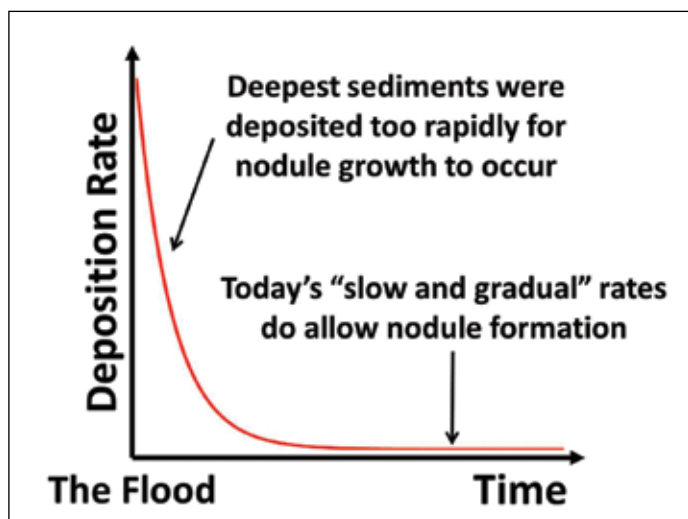 Deepest sediments were
deposited too rapidly for
nodule growth to occur
Deposition Rate
Today's “slow and gradual” rates
do allow nodule formation
The Flood
Time